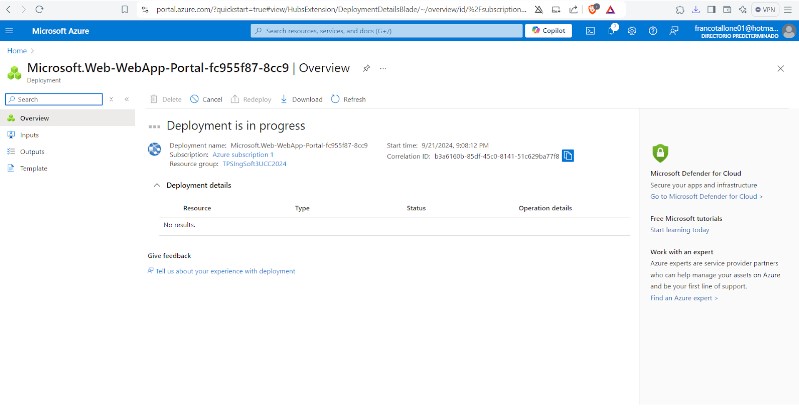 portal.azure.com/?quickstart=true#view/HubsExtension/DeploymentDetailsBlade/~/overview/id/%2Fsubscription...
VPN
Microsoft Azure
Search resources, services, and docs (G+/)
Copilot
1
francotallone01@hotma...
DIRECTORIO PREDETERMINADO
Home >
Microsoft.Web-WebApp-Portal-fc955f87-8cc9 | Overview
Deployment
Search
Delete
Cancel
Redeploy
Download
Refresh
Overview
Inputs
Outputs
Template
Deployment is in progress
Deployment name: Microsoft.Web-WebApp-Portal-fc955f87-8cc9
Subscription: Azure subscription 1
Resource group: TPSIngSoft3UCC2024
Start time: 9/21/2024, 9:08:12 PM
Correlation ID: b3a6160b-85df-45c0-8141-51c629ba77f8
Deployment details
Resource Type Status Operation details
No results.
Give feedback
Tell us about your experience with deployment
Microsoft Defender for Cloud
Secure your apps and infrastructure
Go to Microsoft Defender for Cloud >
Free Microsoft tutorials
Start learning today
Work with an expert
Azure experts are service provider partners
who can help manage your assets on Azure
and be your first line of support.
Find an Azure expert >